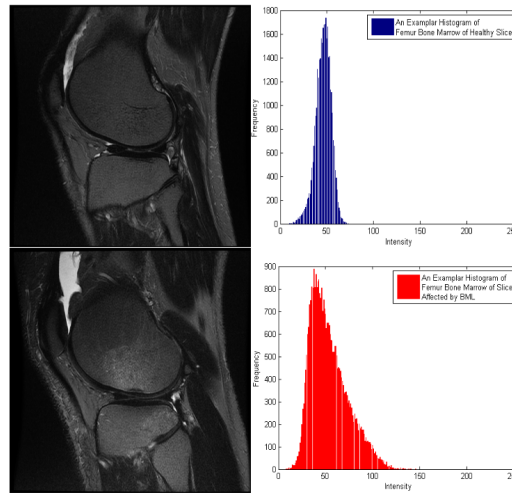 1800
1600
1400
1200
1000
800
600
400
200
0
Frequency
An Examplar Histogram of
Femur Bone Marrow of Healthy Slice
0 50 100 150 200 250
Intensity
900
800
700
600
500
400
300
200
100
0
Frequency
An Examplar Histogram of
Femur Bone Marrow of Slice
Affected by BML
0 50 100 150 200
Intensity